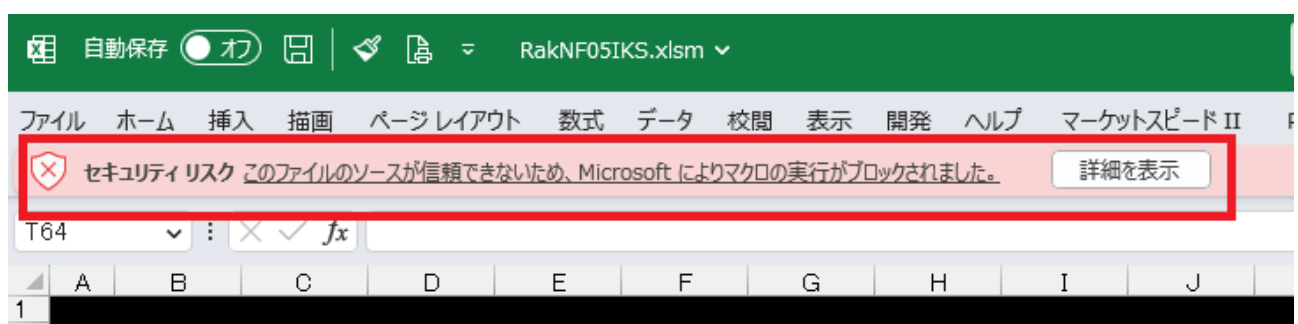 自動保存 オフ RakNF05IKS.xlsm
ファイル ホーム 挿入 描画 ページ レイアウト 数式 データ 校閲 表示 開発 ヘルプ マーケットスピード II
セキュリティ リスク このファイルのソースが信頼できないため、Microsoft によりマクロの実行がブロックされました。 詳細を表示
T64 fx
A B C D E F G H I J
1